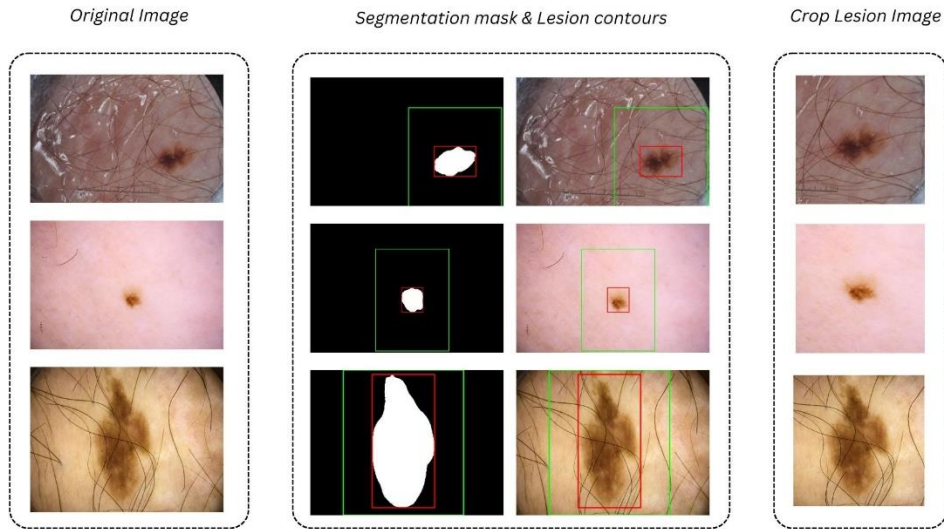 Original Image
Segmentation mask & Lesion contours
Crop Lesion Image